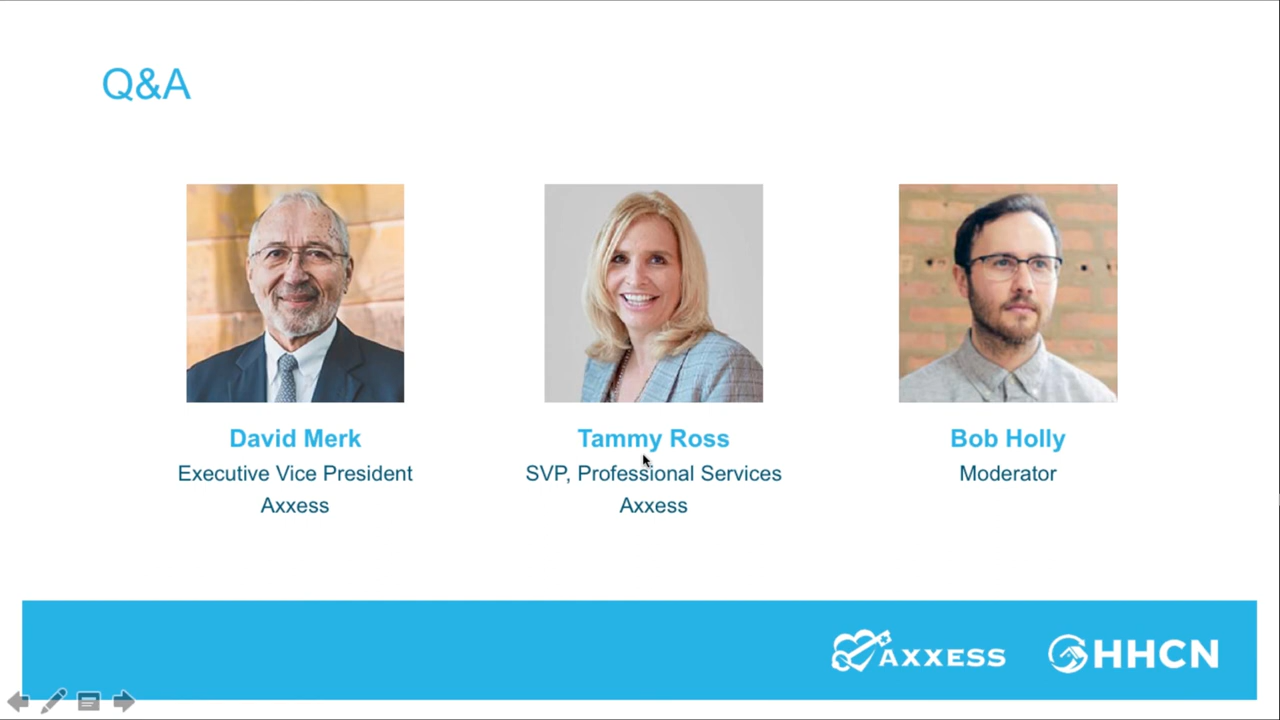 Q&A
David Merk
Executive Vice President
Axxess
Tammy Ross
SVP, Professional Services
Axxess
Bob Holly
Moderator
AXXESS
HHCN